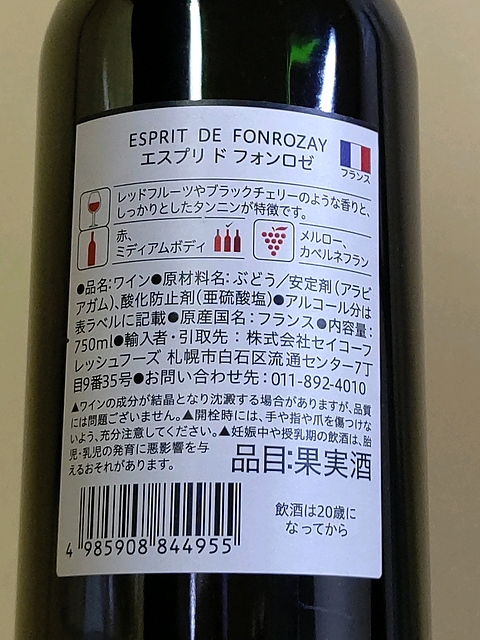 ESPRIT DE FONROZAY
エスプリ ド フォンロゼ
フランス
レッドフルーツやブラックチェリーのような香りと、
しっかりとしたタンニンが特徴です。
赤、
ミディアムボディ
メルロー、
カベルネフラン
●品名:ワイン●原材料名:ぶどう/安定剤(アラビ
アガム)、酸化防止剤(亜硫酸塩)●アルコール分は
表ラベルに記載●原産国名:フランス●内容量:
750ml●輸入者・引取先:株式会社セイコーフ
レッシュフーズ 札幌市白石区流通センター7丁
目9番35号●お問い合わせ先:011-892-4010
▲ワインの成分が結晶となり沈澱する場合がありますが、品質
には問題ございません。▲開栓時には、手や指や爪を傷つけな
いよう、充分注意してください。▲妊娠中や授乳期の飲酒は、胎
児・乳児の発育に悪影響を与
えるおそれがあります。
品目:果実酒
飲酒は20歳に
なってから
4 985908 844955